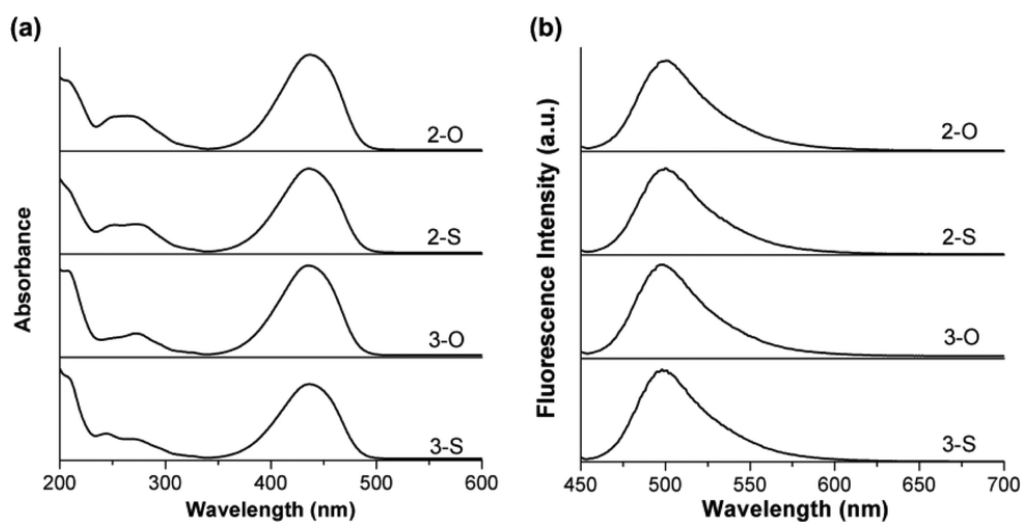 (a)
Absorbance
2-O
2-S
3-O
3-S
200 300 400 500 600
Wavelength (nm)
(b)
Fluorescence Intensity (a.u.)
2-O
2-S
3-O
3-S
450 500 550 600 650 700
Wavelength (nm)